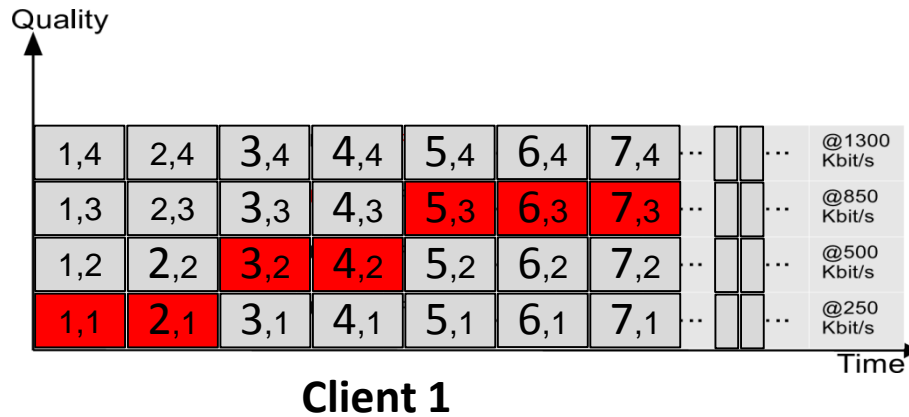 Quality
1,4 2,4 3,4 4,4 5,4 6,4 7,4 ... ... @1300 Kbit/s
1,3 2,3 3,3 4,3 5,3 6,3 7,3 ... ... @850 Kbit/s
1,2 2,2 3,2 4,2 5,2 6,2 7,2 ... ... @500 Kbit/s
1,1 2,1 3,1 4,1 5,1 6,1 7,1 ... ... @250 Kbit/s
Time
Client 1